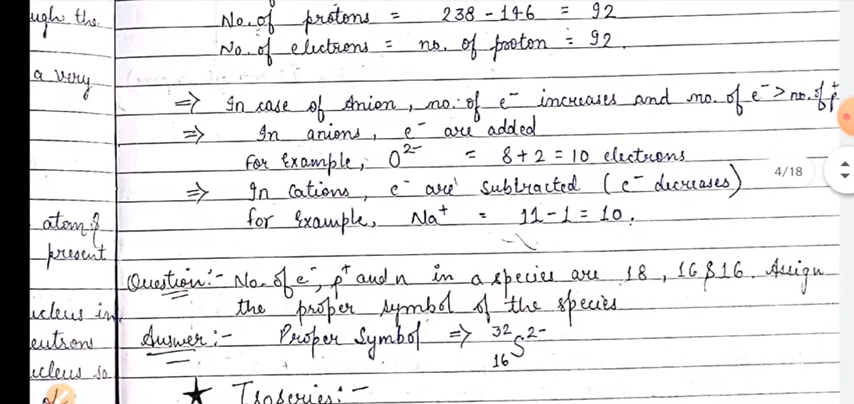 ugh the
No. of protons = 238 - 146 = 92
No. of electrons = no. of proton = 92.
a very
=> In case of Anion, no. of e⁻ increases and no. of e⁻ > no. of p⁺
=> In anions, e⁻ are added
for example, O²⁻ = 8 + 2 = 10 electrons
4/18
=> In Cations, e⁻ are subtracted (e⁻ decreases)
for example, Na⁺ = 11 - 1 = 10.
atom of
present
Question:- No. of e⁻, p⁺ and n in a species are 18, 16 & 16. Assign
the proper symbol of the species
ucleus in
Answer:- Proper Symbol => ³²₁₆S²⁻
eutrons
ucleus so
★ Isoseries:-
of